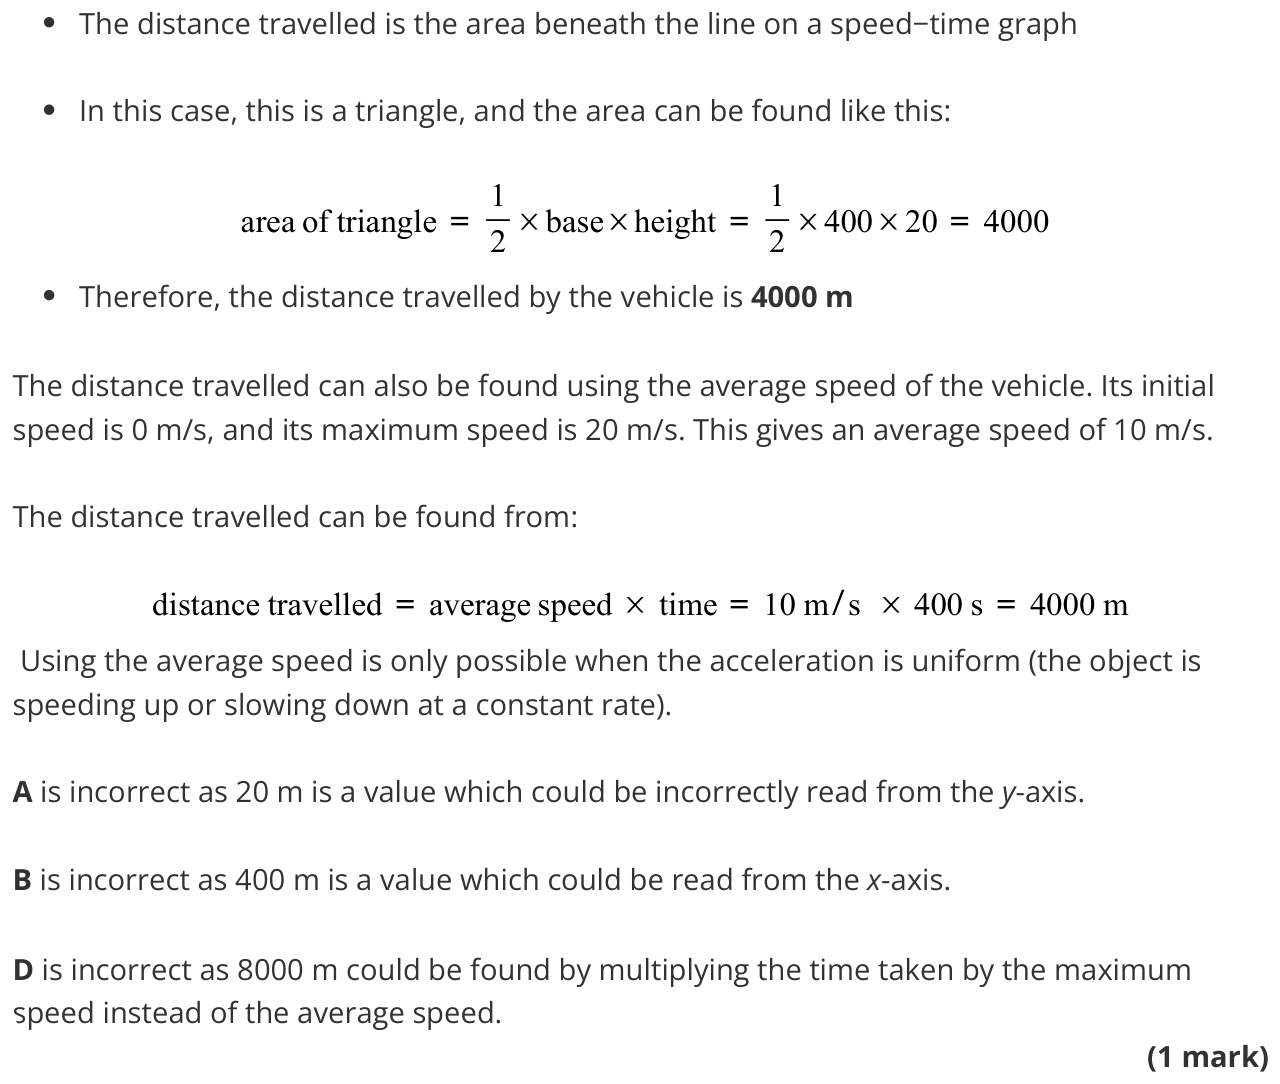 • The distance travelled is the area beneath the line on a speed–time graph
• In this case, this is a triangle, and the area can be found like this:
area of triangle = 1/2 × base × height = 1/2 × 400 × 20 = 4000
• Therefore, the distance travelled by the vehicle is 4000 m
The distance travelled can also be found using the average speed of the vehicle. Its initial
speed is 0 m/s, and its maximum speed is 20 m/s. This gives an average speed of 10 m/s.
The distance travelled can be found from:
distance travelled = average speed × time = 10 m/s × 400 s = 4000 m
Using the average speed is only possible when the acceleration is uniform (the object is
speeding up or slowing down at a constant rate).
A is incorrect as 20 m is a value which could be incorrectly read from the y-axis.
B is incorrect as 400 m is a value which could be read from the x-axis.
D is incorrect as 8000 m could be found by multiplying the time taken by the maximum
speed instead of the average speed.
(1 mark)